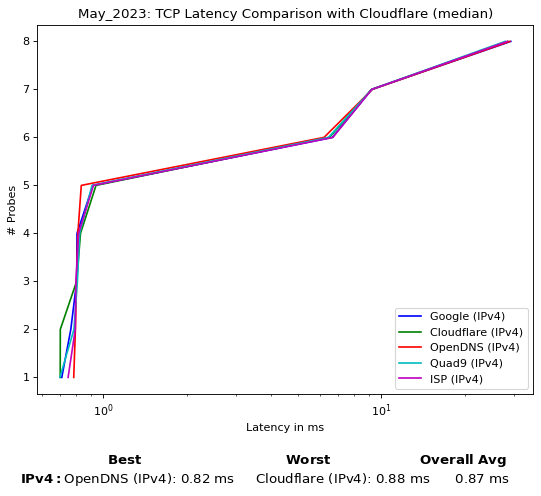 May_2023: TCP Latency Comparison with Cloudflare (median)
8
7
6
5
4
3
2
1
# Probes
Google (IPv4)
Cloudflare (IPv4)
OpenDNS (IPv4)
Quad9 (IPv4)
ISP (IPv4)
10⁰ 10¹
Latency in ms
Best Worst Overall Avg
IPv4: OpenDNS (IPv4): 0.82 ms Cloudflare (IPv4): 0.88 ms 0.87 ms